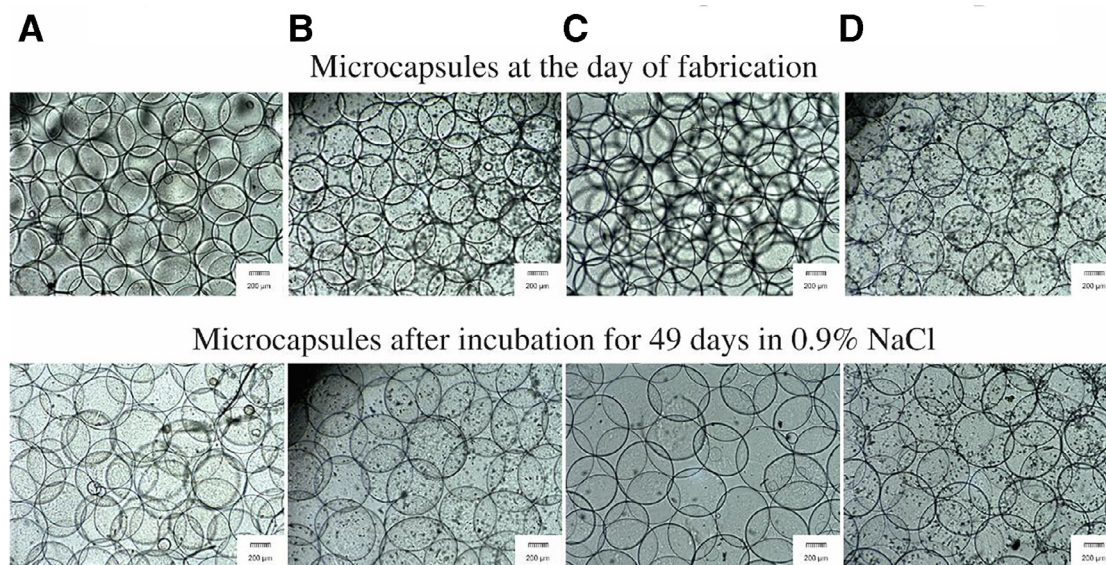 A B C D
Microcapsules at the day of fabrication
200 µm 200 µm 200 µm 200 µm
Microcapsules after incubation for 49 days in 0.9% NaCl
200 µm 200 µm 200 µm 200 µm